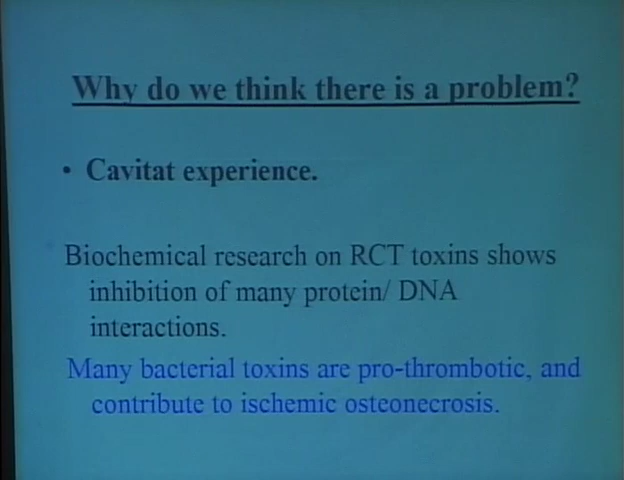 Why do we think there is a problem?
• Cavitat experience.
Biochemical research on RCT toxins shows
inhibition of many protein/ DNA
interactions.
Many bacterial toxins are pro-thrombotic, and
contribute to ischemic osteonecrosis.